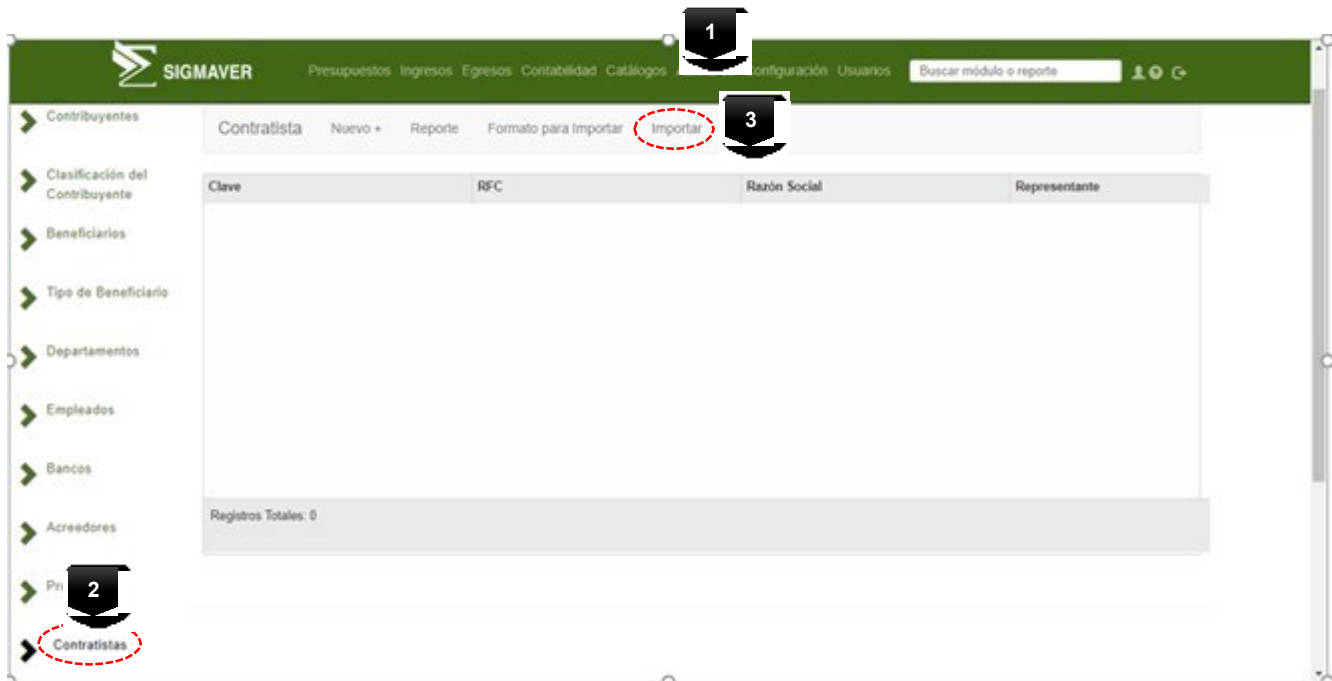 1
SIGMAVER Presupuestos Ingresos Egresos Contabilidad Catálogos Configuración Usuarios Buscar módulo o reporte
Contribuyentes
Contratista Nuevo + Reporte Formato para Importar Importar 3
Clasificación del
Contribuyente
Clave RFC Razón Social Representante
Beneficiarios
Tipo de Beneficiario
Departamentos
Empleados
Bancos
Registros Totales: 0
Acreedores
2
Contratistas